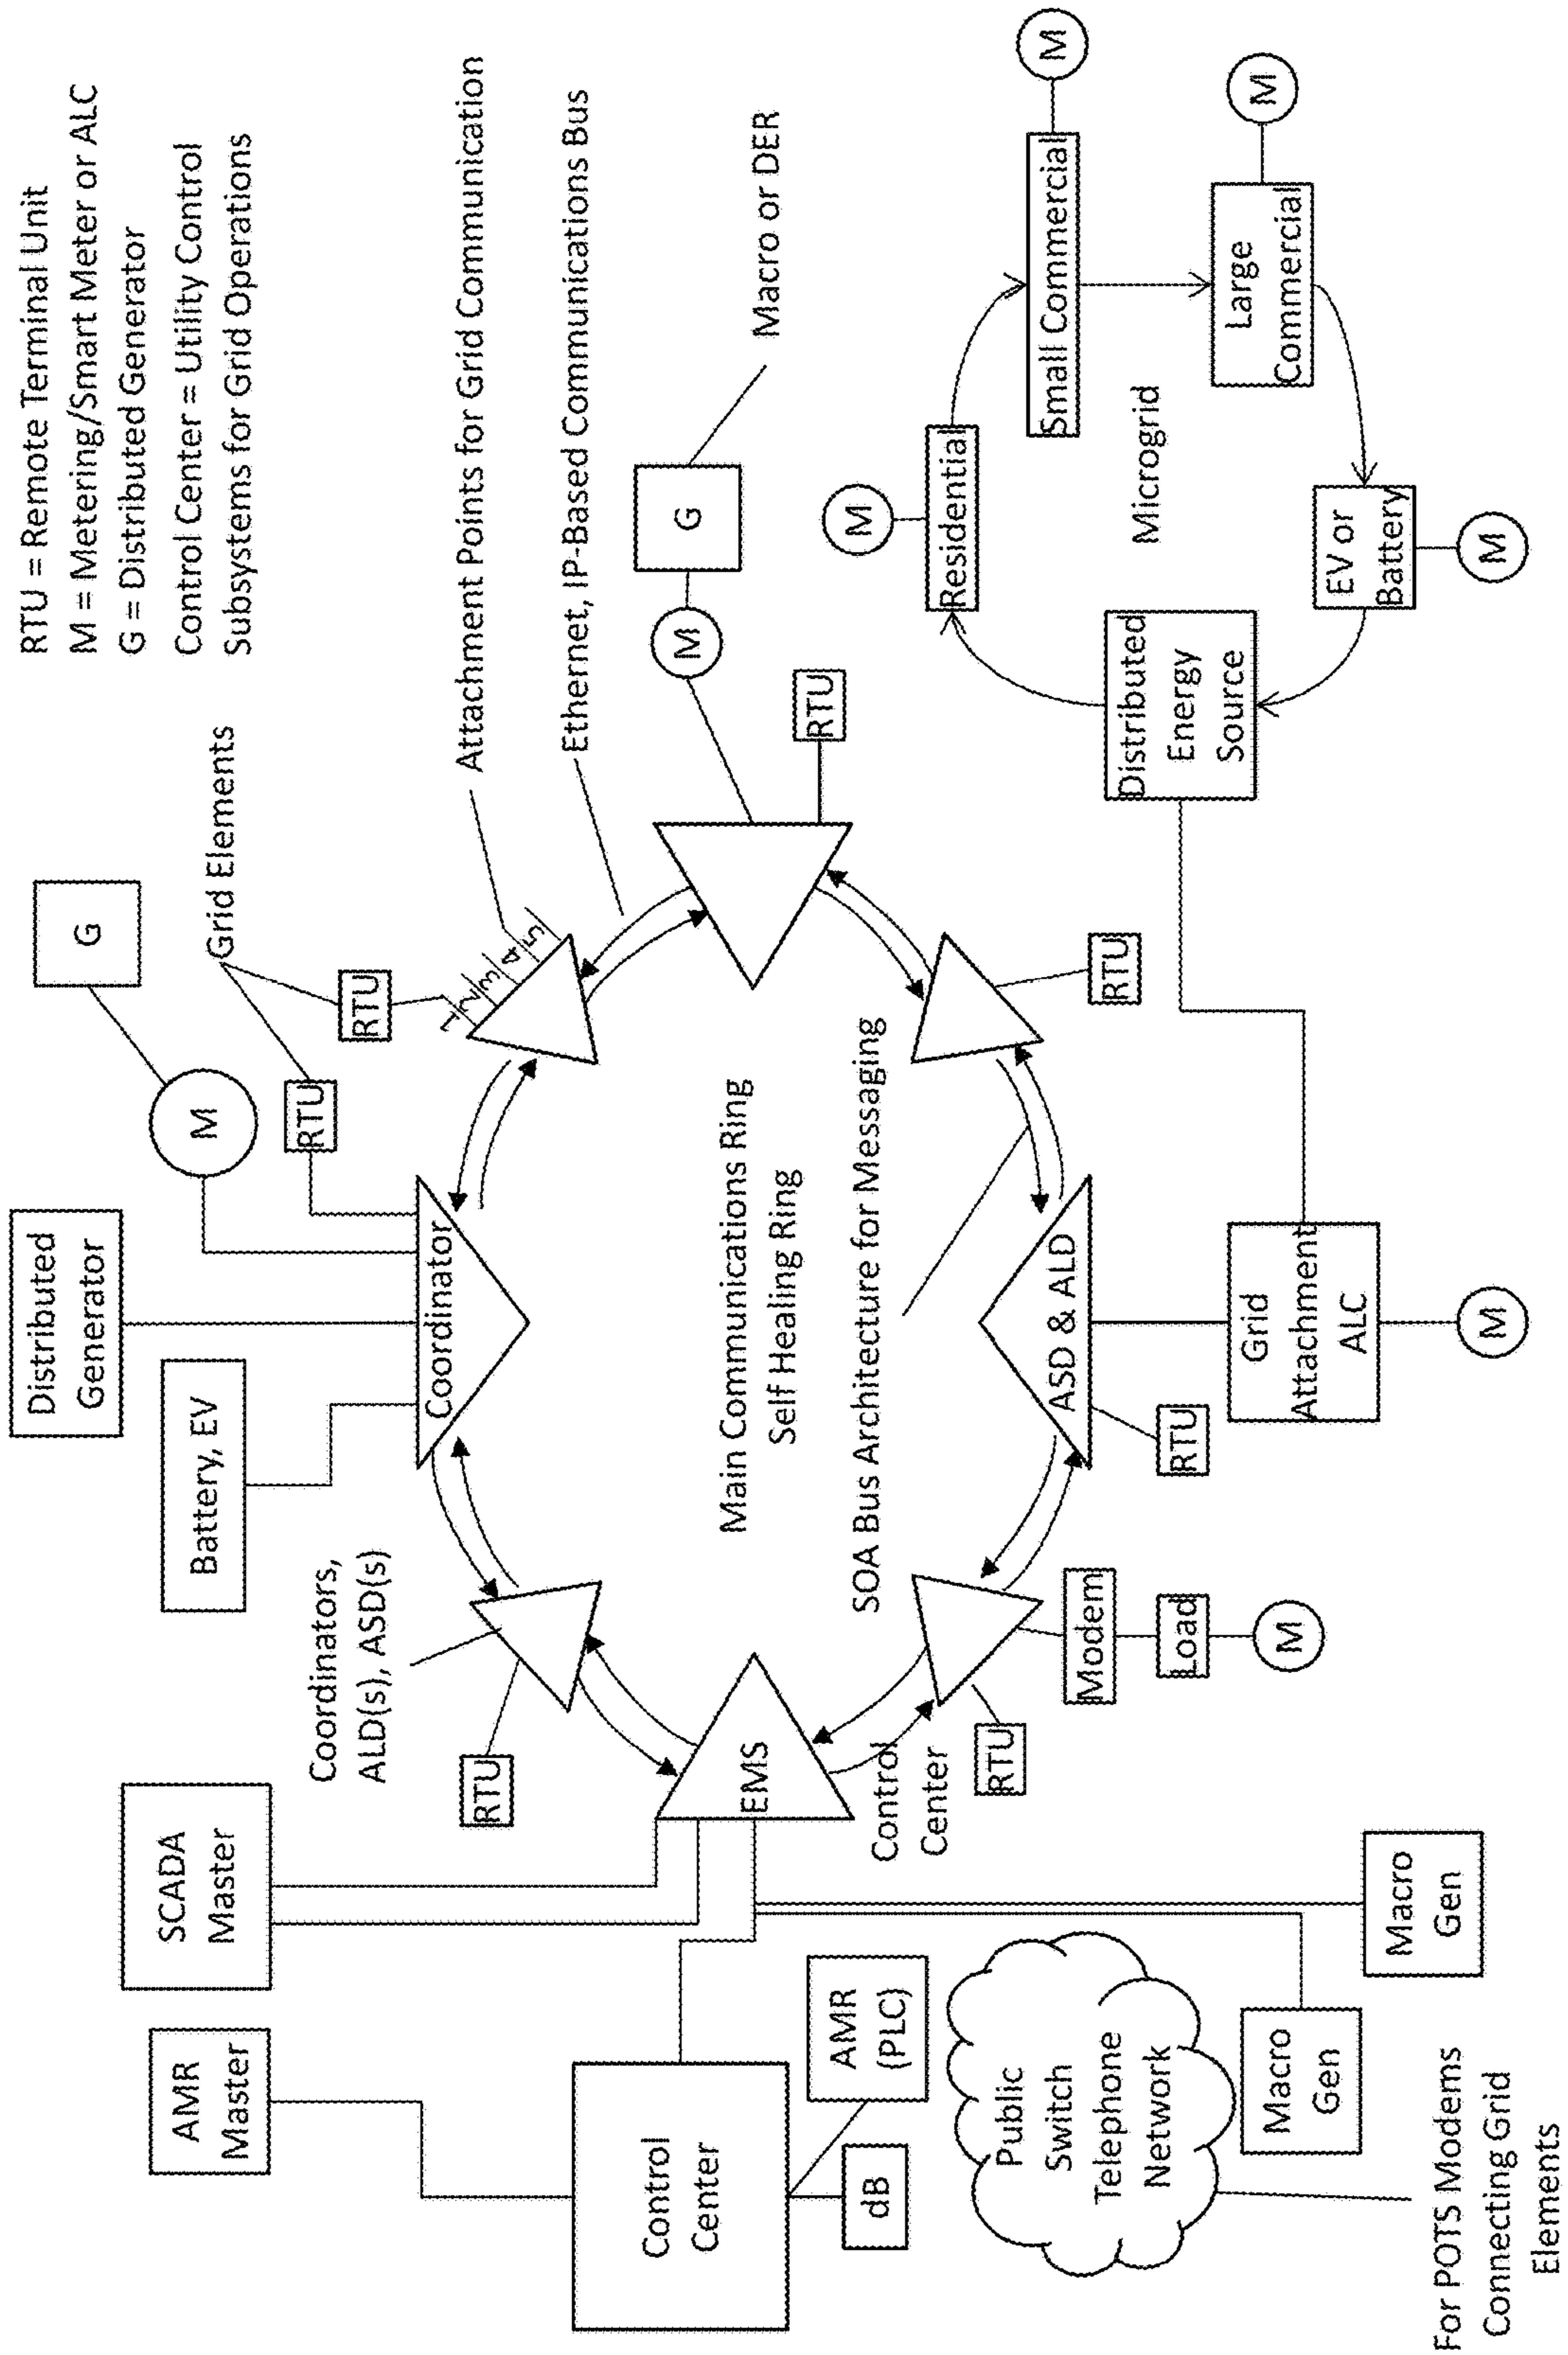 RTU = Remote Terminal Unit
M = Metering/Smart Meter or ALC
G = Distributed Generator
Control Center = Utility Control
Subsystems for Grid Operations
Distributed
Generator
G
Battery, EV
M
Grid Elements
RTU
RTU
SCADA
Master
AMR
Master
Coordinators,
ALD(s), ASD(s)
Coordinator
1
2
3
4
5
Attachment Points for Grid Communication
Ethernet, IP-Based Communications Bus
RTU
G
M
Macro or DER
RTU
Control
Center
EMS
Main Communications Ring
Self Healing Ring
SOA Bus Architecture for Messaging
AMR
(PLC)
dB
Control
Center
RTU
Modem
Load
M
ASD & ALD
RTU
RTU
Grid
Attachment
ALC
M
Public
Switch
Telephone
Network
Macro
Gen
Macro
Gen
For POTS Modems
Connecting Grid
Elements
Distributed
Energy
Source
Residential
M
Small Commercial
M
Microgrid
Large
Commercial
M
EV or
Battery
M